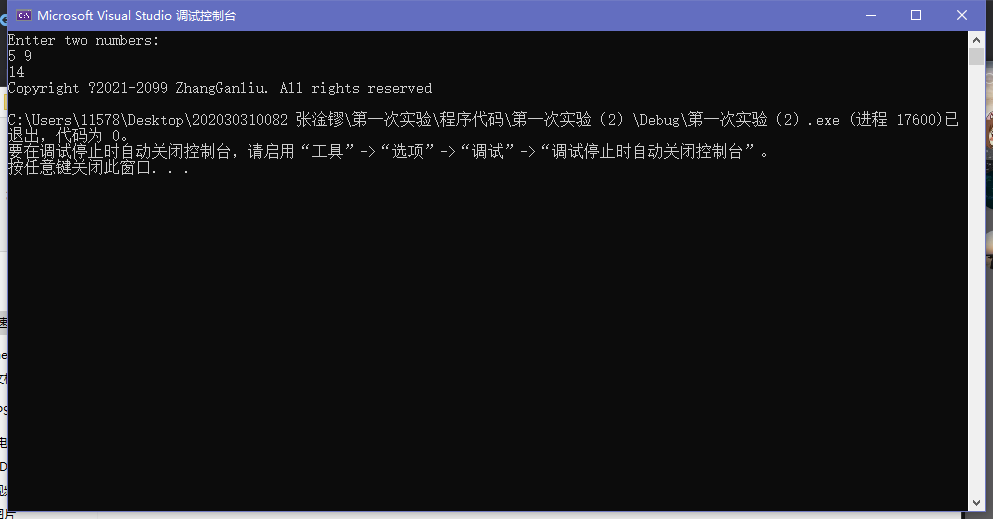 Microsoft Visual Studio 调试控制台
Entter two numbers:
5 9
14
Copyright ?2021-2099 ZhangGanliu. All rights reserved
C:\Users\11578\Desktop\202030310082 张淦镠\第一次实验\程序代码\第一次实验（2）\Debug\第一次实验（2）.exe (进程 17600)已
退出，代码为 0。
要在调试停止时自动关闭控制台，请启用“工具”->“选项”->“调试”->“调试停止时自动关闭控制台”。
按任意键关闭此窗口. . .